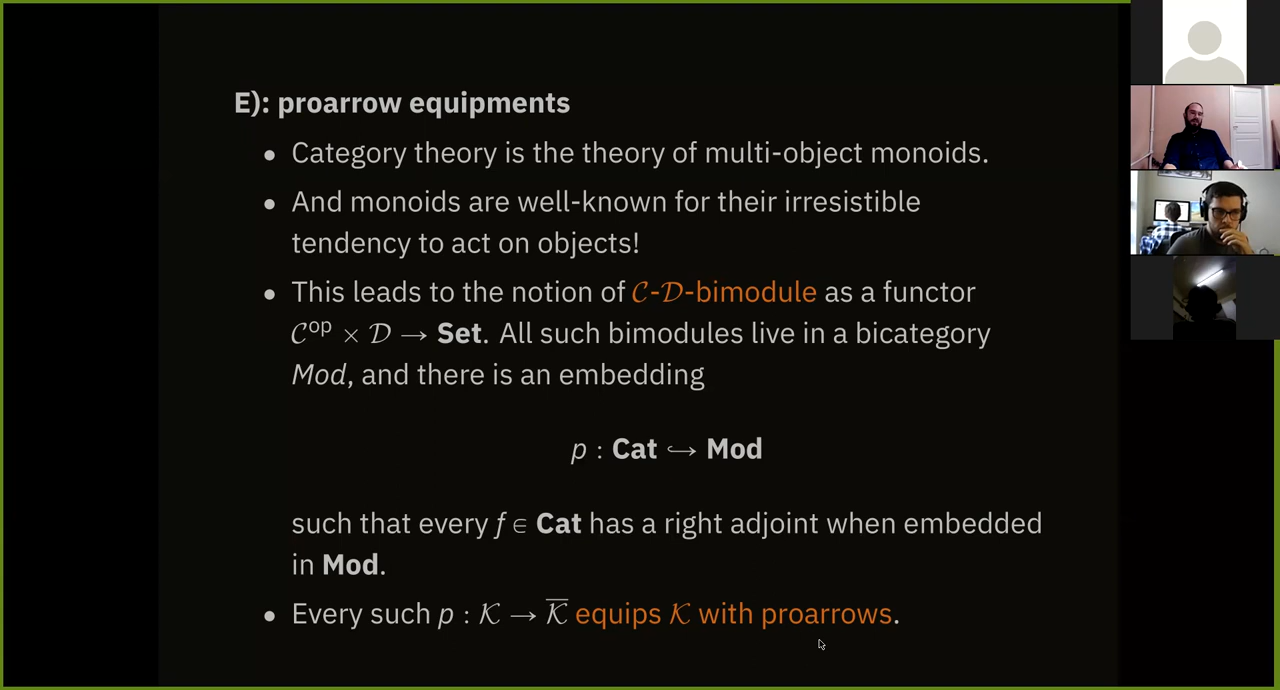 E): proarrow equipments
• Category theory is the theory of multi-object monoids.
• And monoids are well-known for their irresistible
tendency to act on objects!
• This leads to the notion of 𝒞-𝒟-bimodule as a functor
𝒞ᵒᵖ × 𝒟 → Set. All such bimodules live in a bicategory
Mod, and there is an embedding
p : Cat ↪ Mod
such that every f ∈ Cat has a right adjoint when embedded
in Mod.
• Every such p : 𝒦 → 𝒦̅ equips 𝒦 with proarrows.